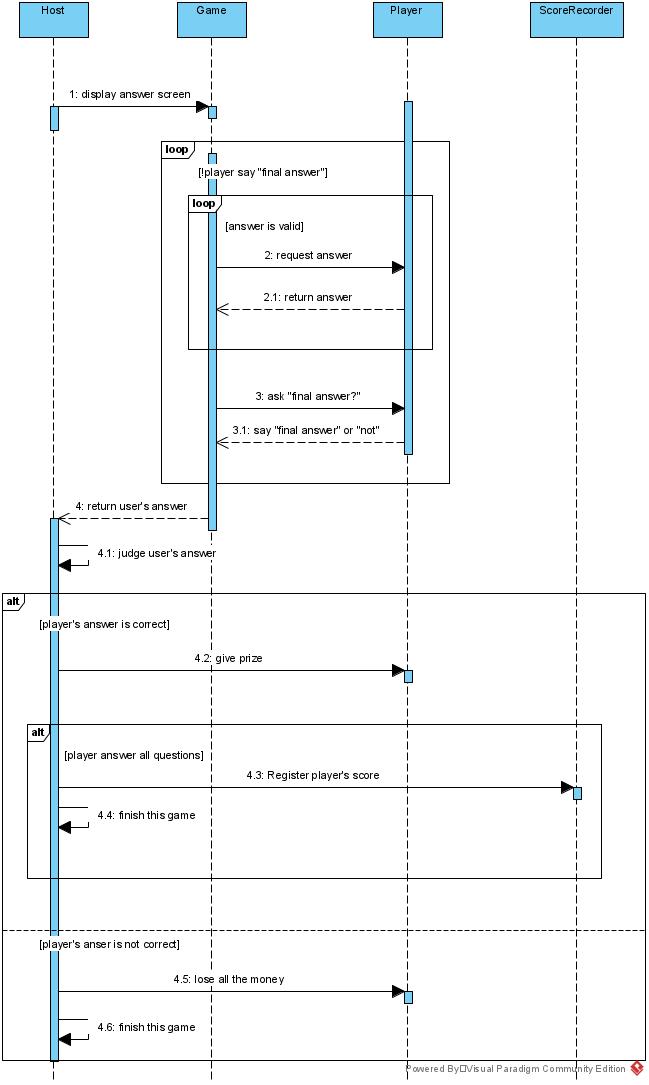 Host
Game
Player
ScoreRecorder
1: display answer screen
loop
[!player say "final answer"]
loop
[answer is valid]
2: request answer
2.1: return answer
3: ask "final answer?"
3.1: say "final answer" or "not"
4: return user's answer
4.1: judge user's answer
alt
[player's answer is correct]
4.2: give prize
alt
[player answer all questions]
4.3: Register player's score
4.4: finish this game
[player's anser is not correct]
4.5: lose all the money
4.6: finish this game
Powered By□Visual Paradigm Community Edition